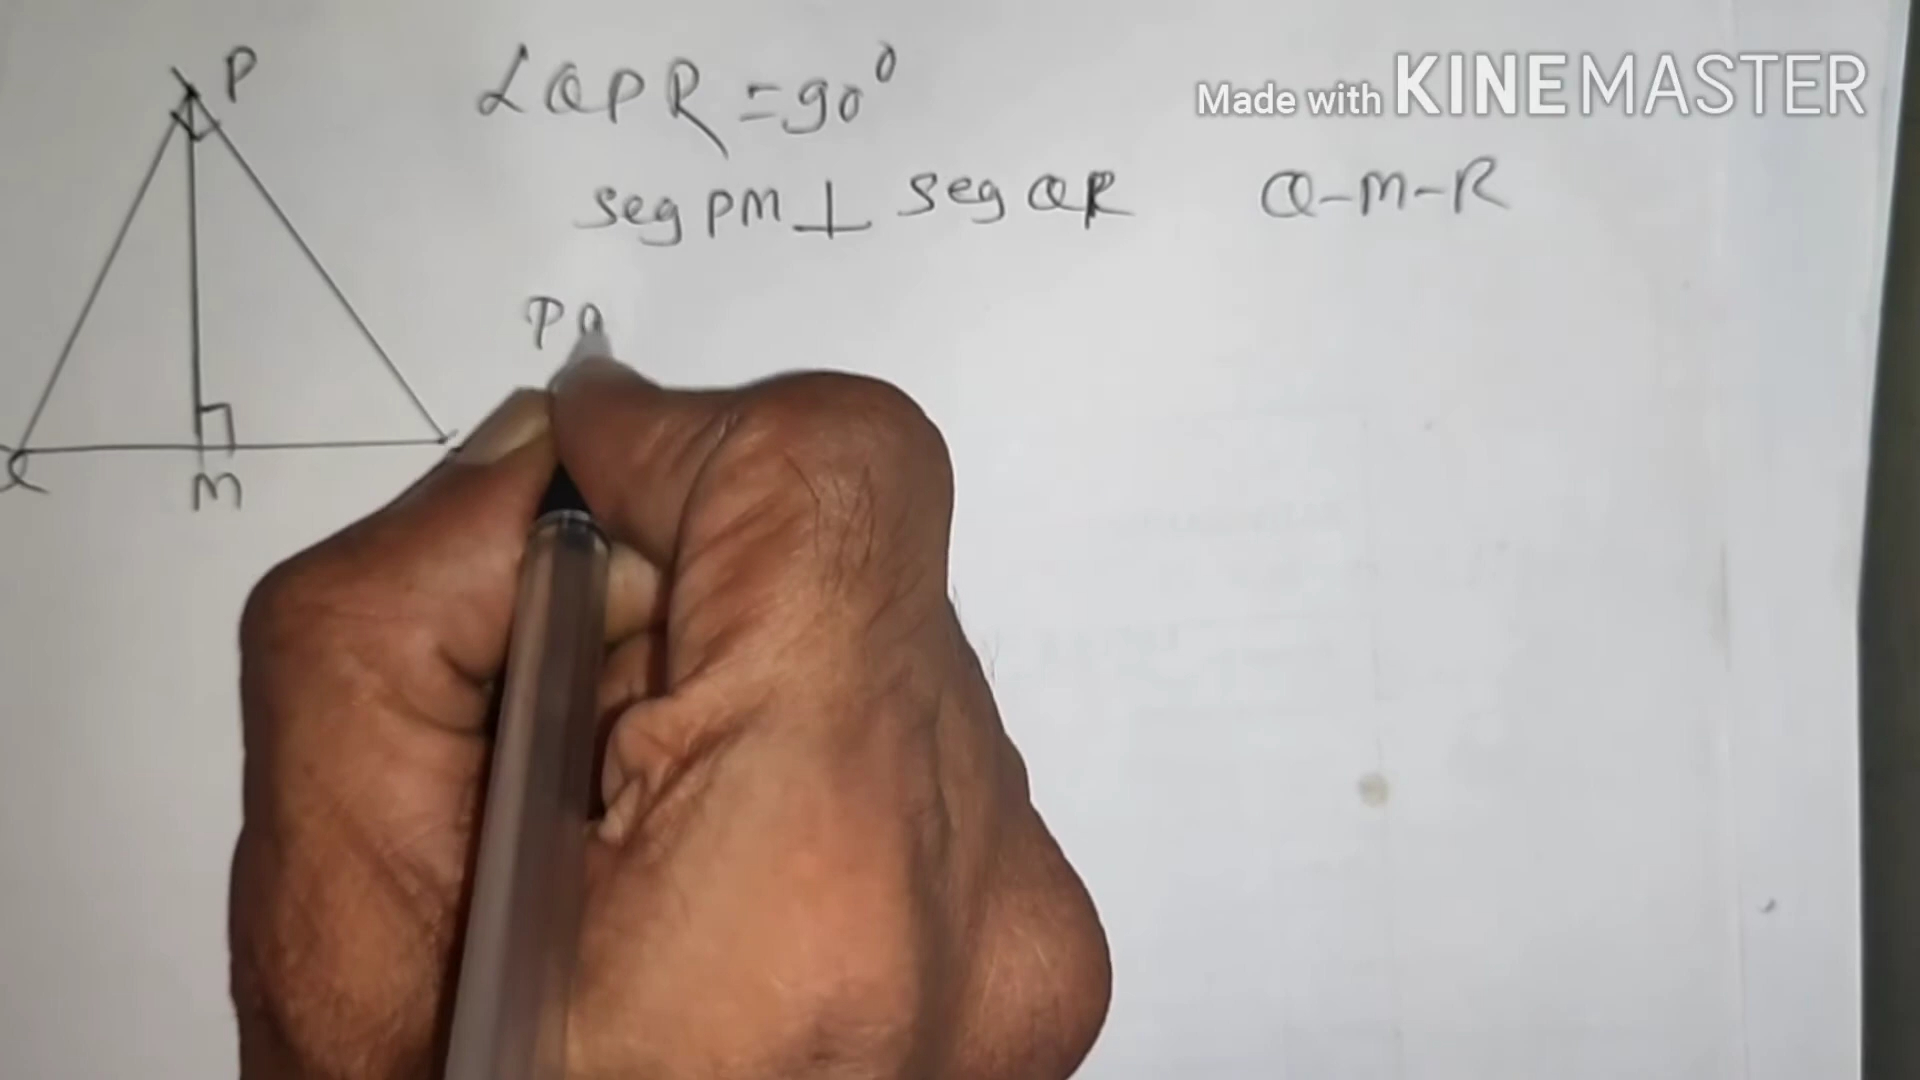 P
∠QPR = 90°
Made with KINEMASTER
seg PM ⊥ seg QR Q-M-R
PQ
Q
M